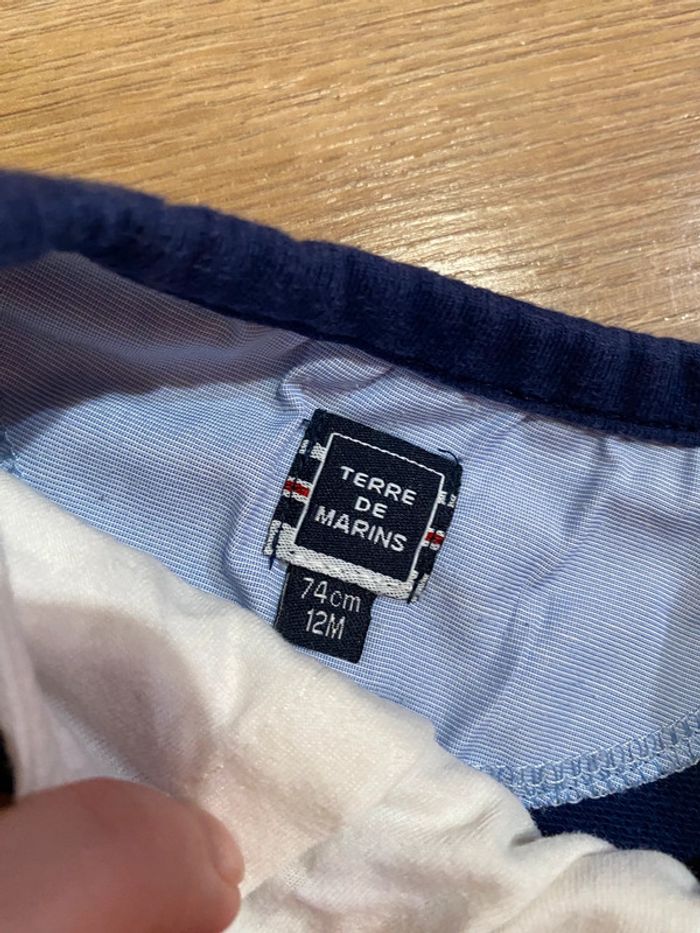 TERRE
DE
MARINS
74cm
12M